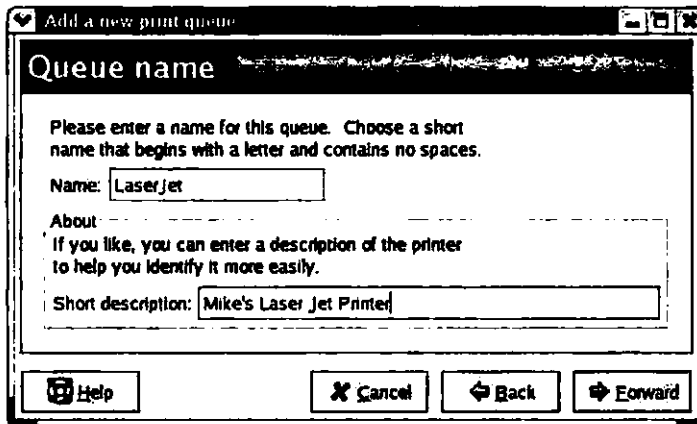 Add a new print queue
Queue name
Please enter a name for this queue. Choose a short
name that begins with a letter and contains no spaces.
Name: LaserJet
About
If you like, you can enter a description of the printer
to help you identify it more easily.
Short description: Mike's Laser Jet Printer
Help
Cancel
Back
Forward